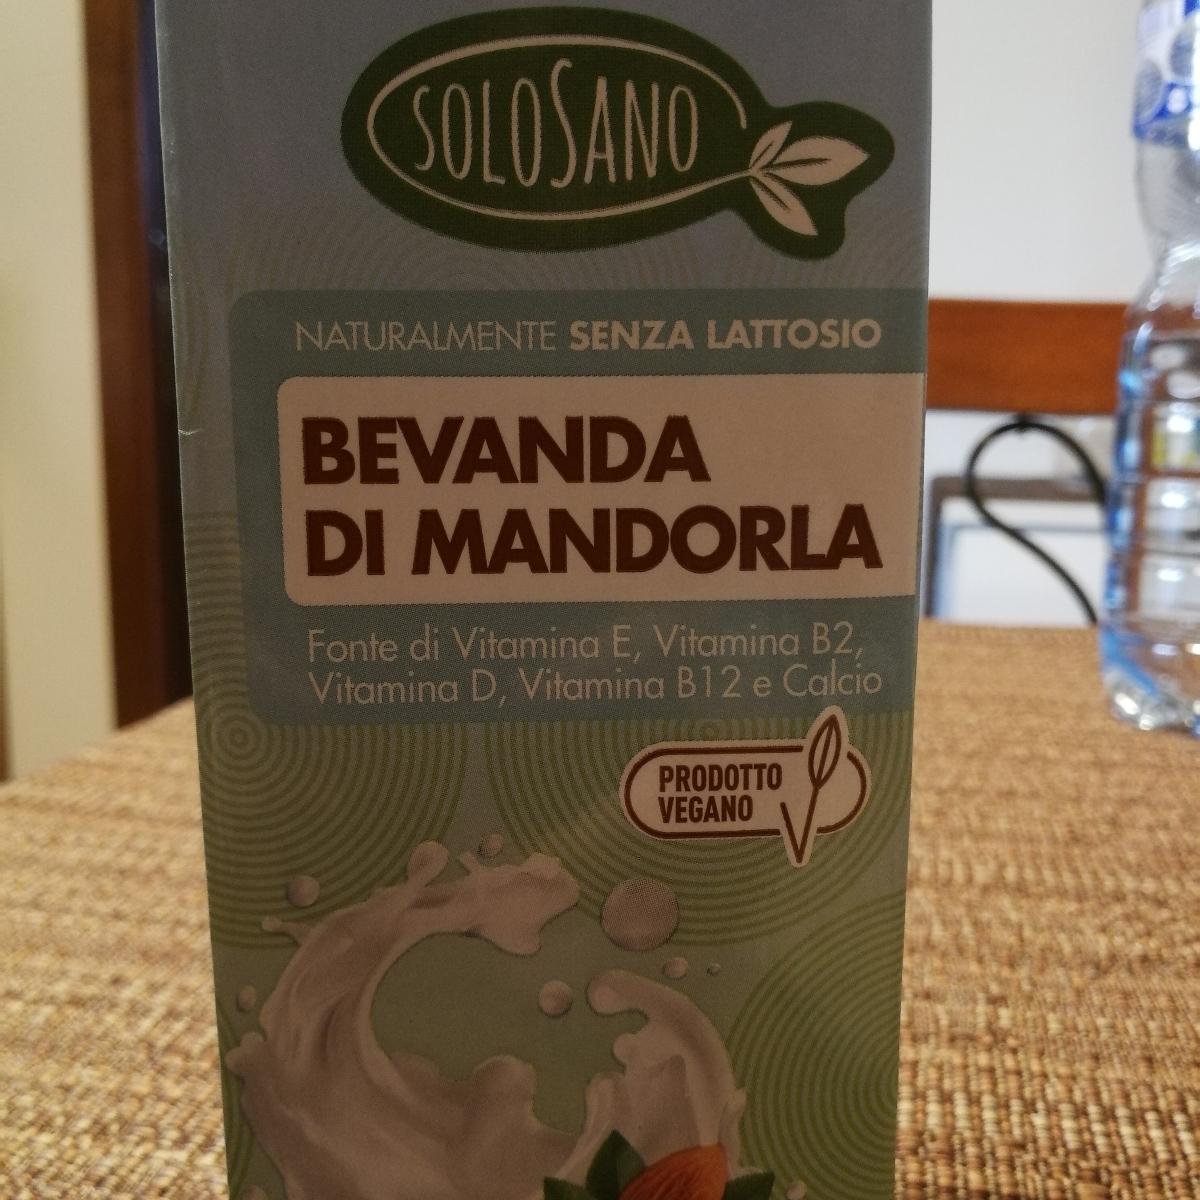 SOLOSANO
NATURALMENTE SENZA LATTOSIO
BEVANDA
DI MANDORLA
Fonte di Vitamina E, Vitamina B2,
Vitamina D, Vitamina B12 e Calcio
PRODOTTO
VEGANO